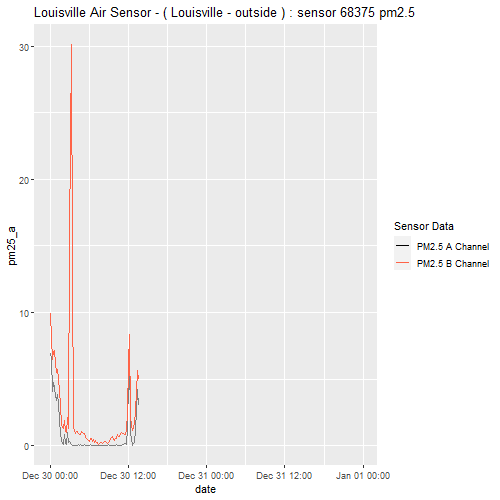 Louisville Air Sensor - ( Louisville - outside ) : sensor 68375 pm2.5
30
20
10
0
pm25_a
Dec 30 00:00
Dec 30 12:00
Dec 31 00:00
Dec 31 12:00
Jan 01 00:00
date
Sensor Data
PM2.5 A Channel
PM2.5 B Channel